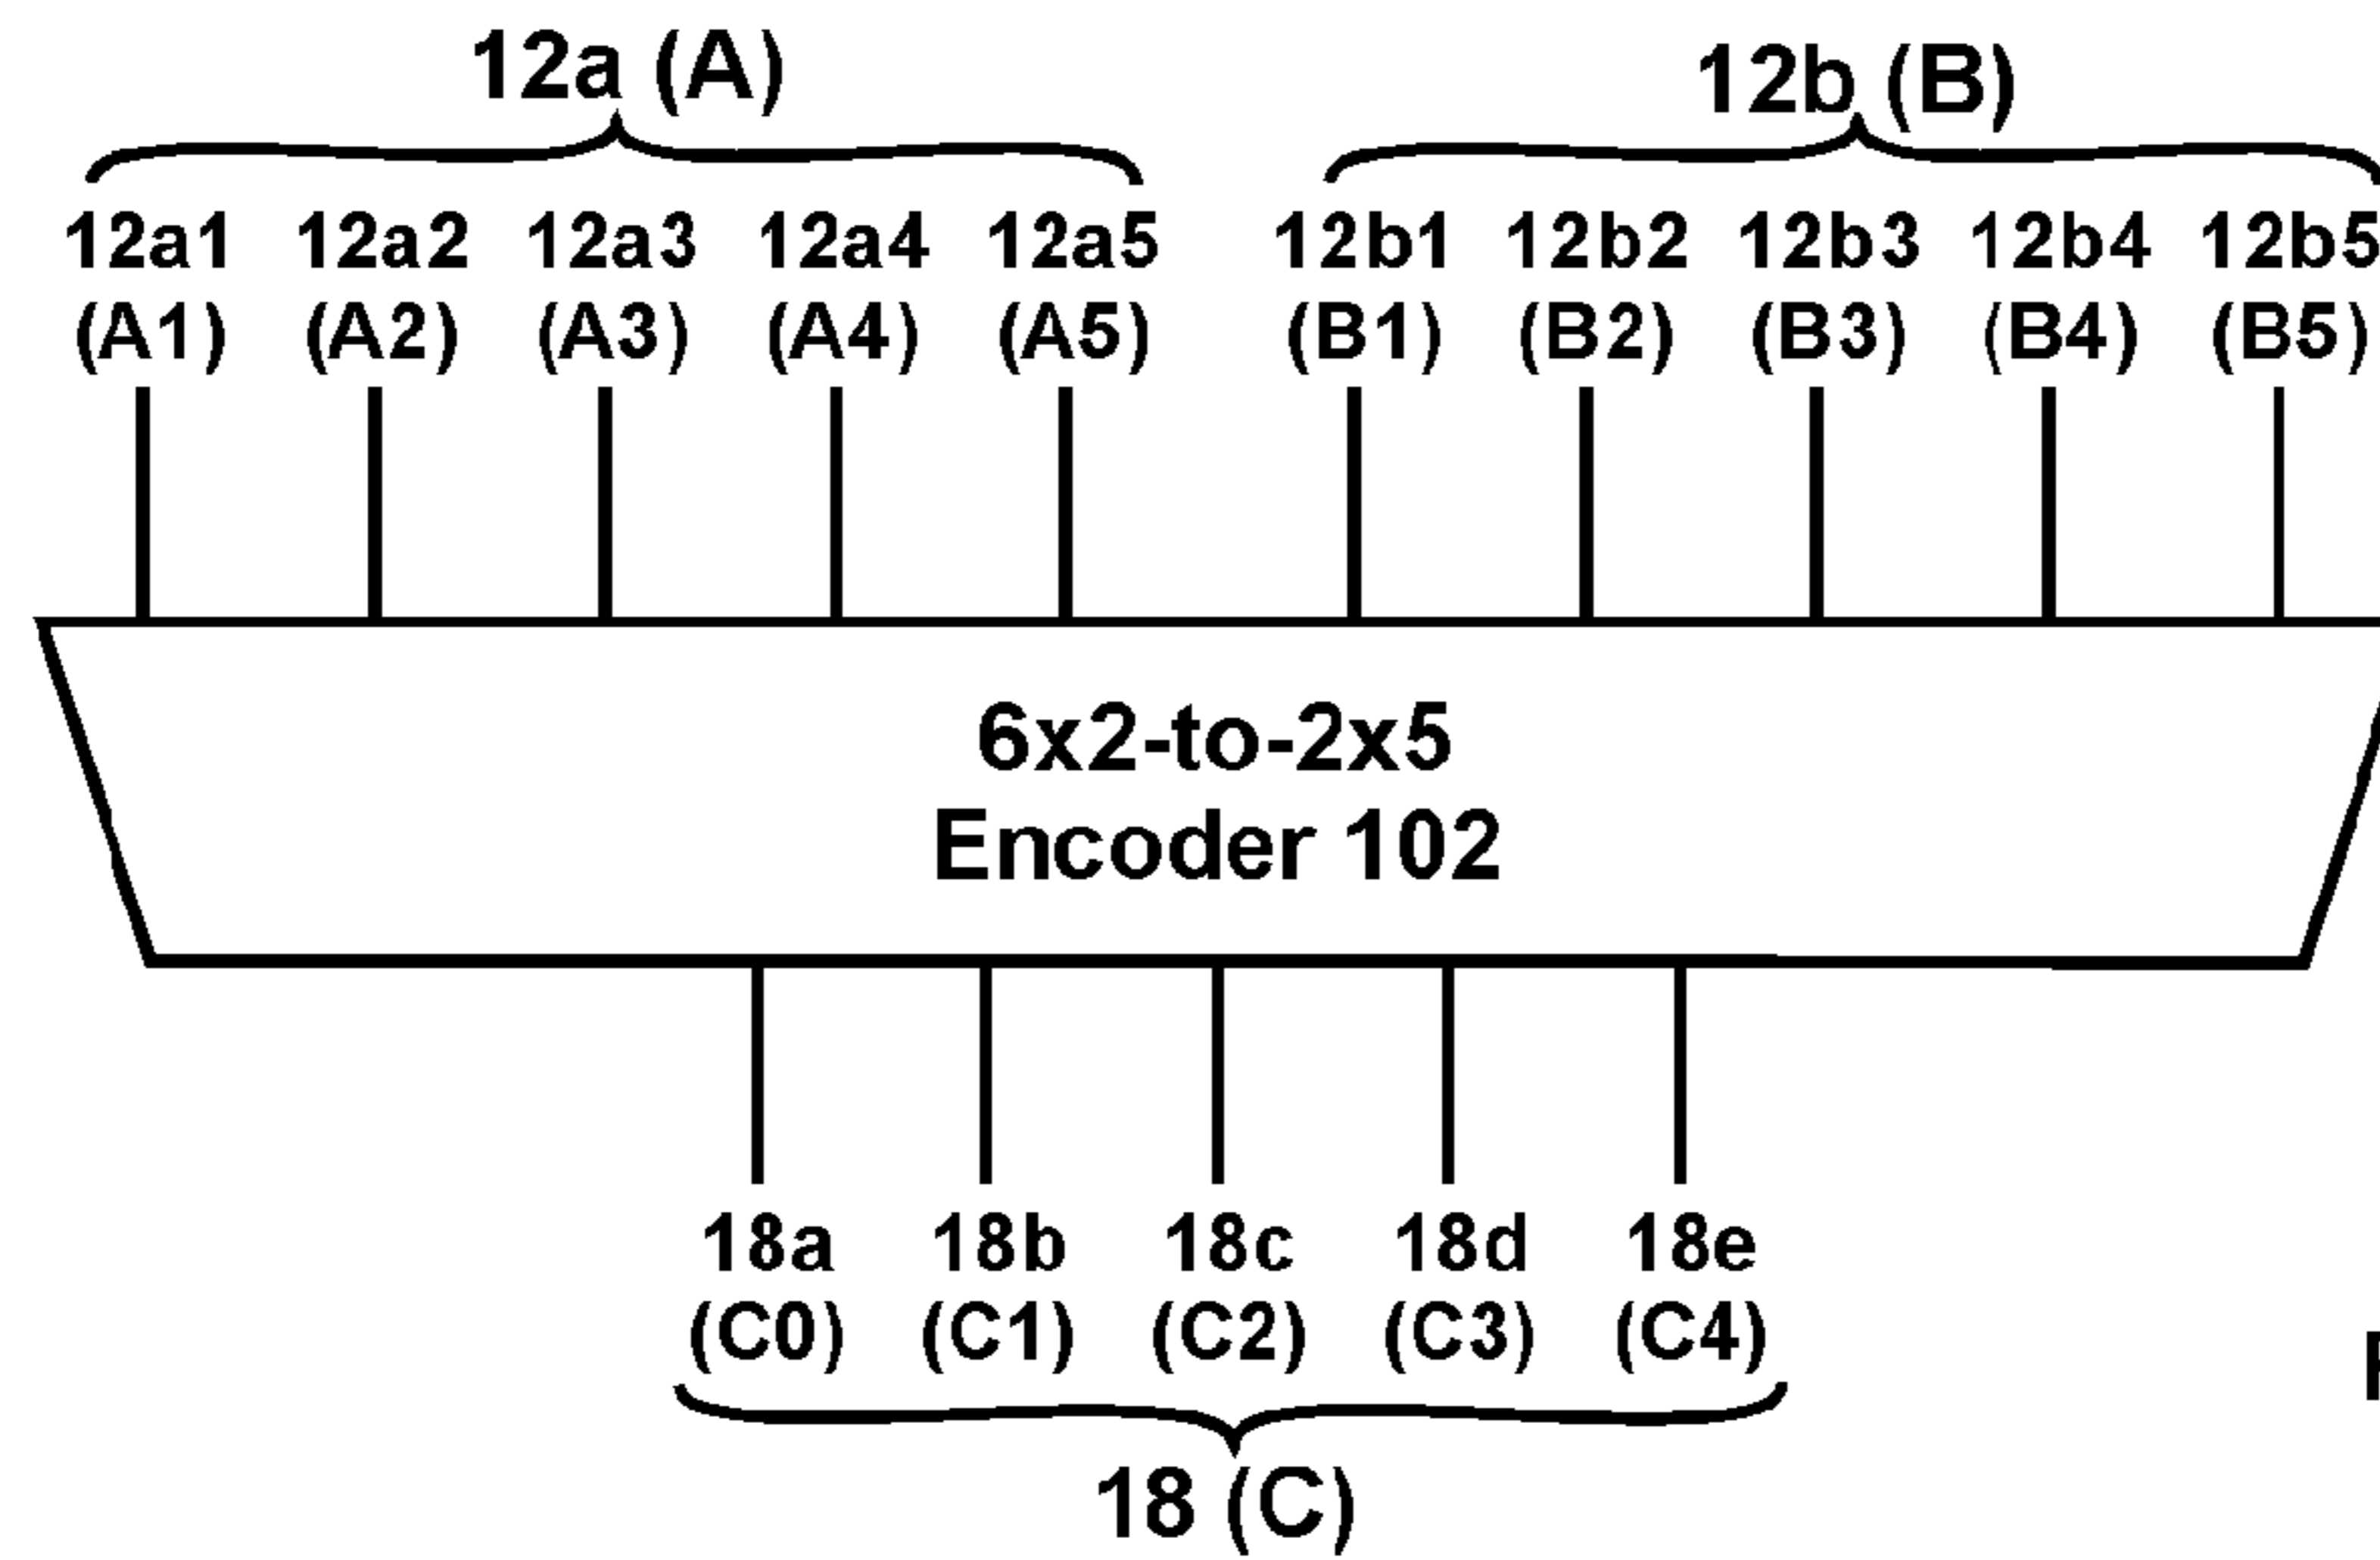 12a (A) 12b (B)
12a1 12a2 12a3 12a4 12a5 12b1 12b2 12b3 12b4 12b5
(A1) (A2) (A3) (A4) (A5) (B1) (B2) (B3) (B4) (B5)
6x2-to-2x5
Encoder 102
18a 18b 18c 18d 18e
(C0) (C1) (C2) (C3) (C4)
18 (C)